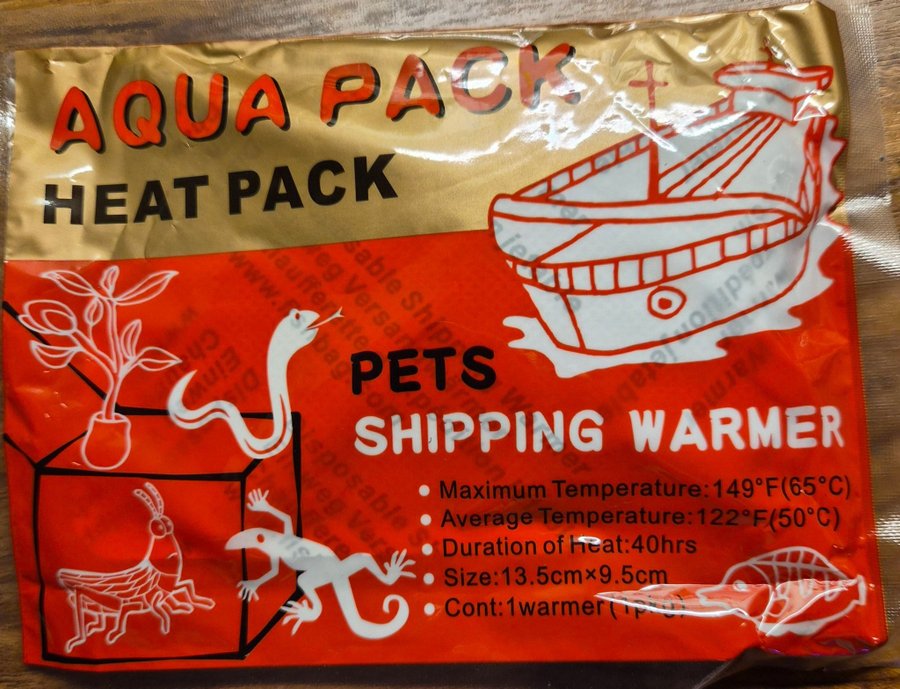 AQUA PACK
HEAT PACK
PETS
SHIPPING WARMER
• Maximum Temperature:149°F(65°C)
• Average Temperature:122°F(50°C)
• Duration of Heat:40hrs
• Size:13.5cm×9.5cm
• Cont:1warmer (1pkg)